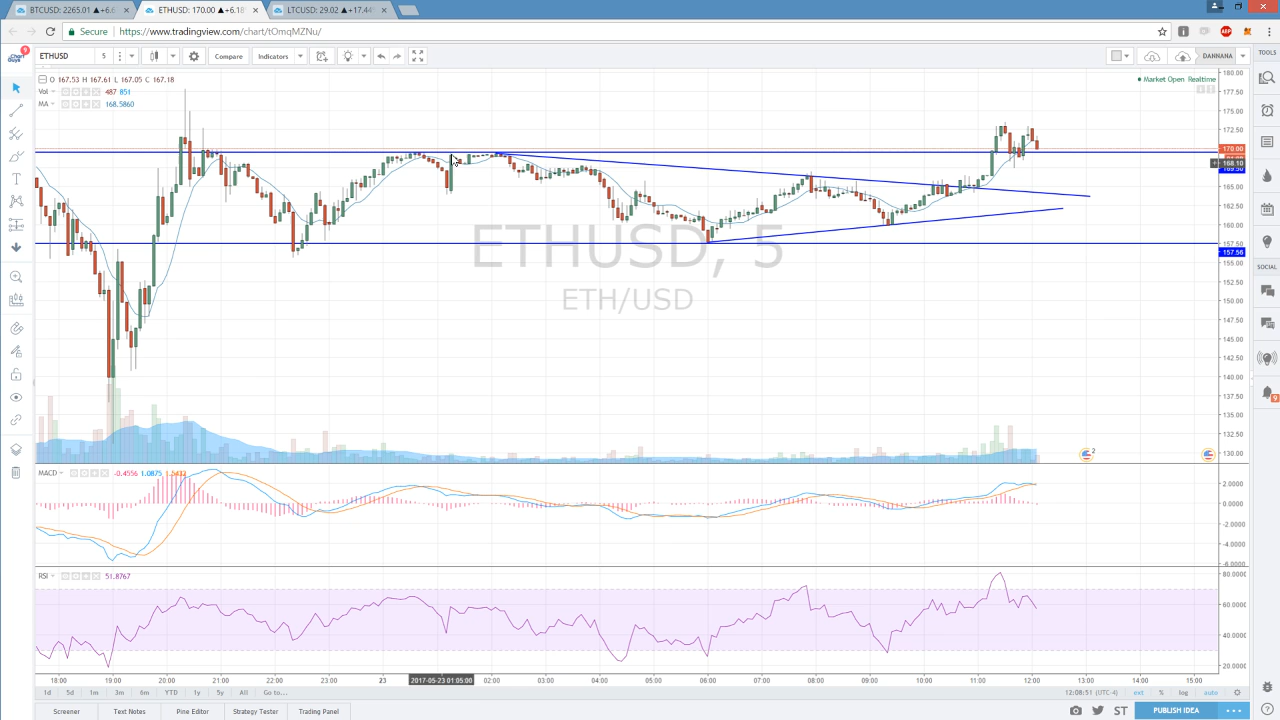 BTCUSD: 2265.01 ▲+6.6
ETHUSD: 170.00 ▲+6.18
LTCUSD: 29.02 ▲+17.44
Secure
https://www.tradingview.com/chart/tOmqMZNu/
ETHUSD 5 Compare Indicators DANNANA
TOOLS
O 167.53 H 167.61 L 167.05 C 167.18
Market Open Realtime
Vol 487 851
MA 168.5860
180.00
177.50
175.00
172.50
170.00
168.10
169.50
165.00
162.50
160.00
157.50
157.56
155.00
152.50
150.00
147.50
145.00
142.50
140.00
137.50
135.00
132.50
130.00
ETHUSD, 5
ETH/USD
SOCIAL
9
9
2
MACD -0.4556 1.0875
2.0000
0.0000
-2.0000
-4.0000
-6.0000
RSI 51.8767
80.0000
60.0000
40.0000
20.0000
18:00 19:00 20:00 21:00 22:00 23:00 23 2017-05-23 01:05:00 02:00 03:00 04:00 05:00 06:00 07:00 08:00 09:00 10:00 11:00 12:00 13:00 14:00 15:00
1d 5d 1m 3m 6m YTD 1y 5y All Go to... 12:08:51 (UTC-4) ext % log auto
Screener Text Notes Pine Editor Strategy Tester Trading Panel ST PUBLISH IDEA